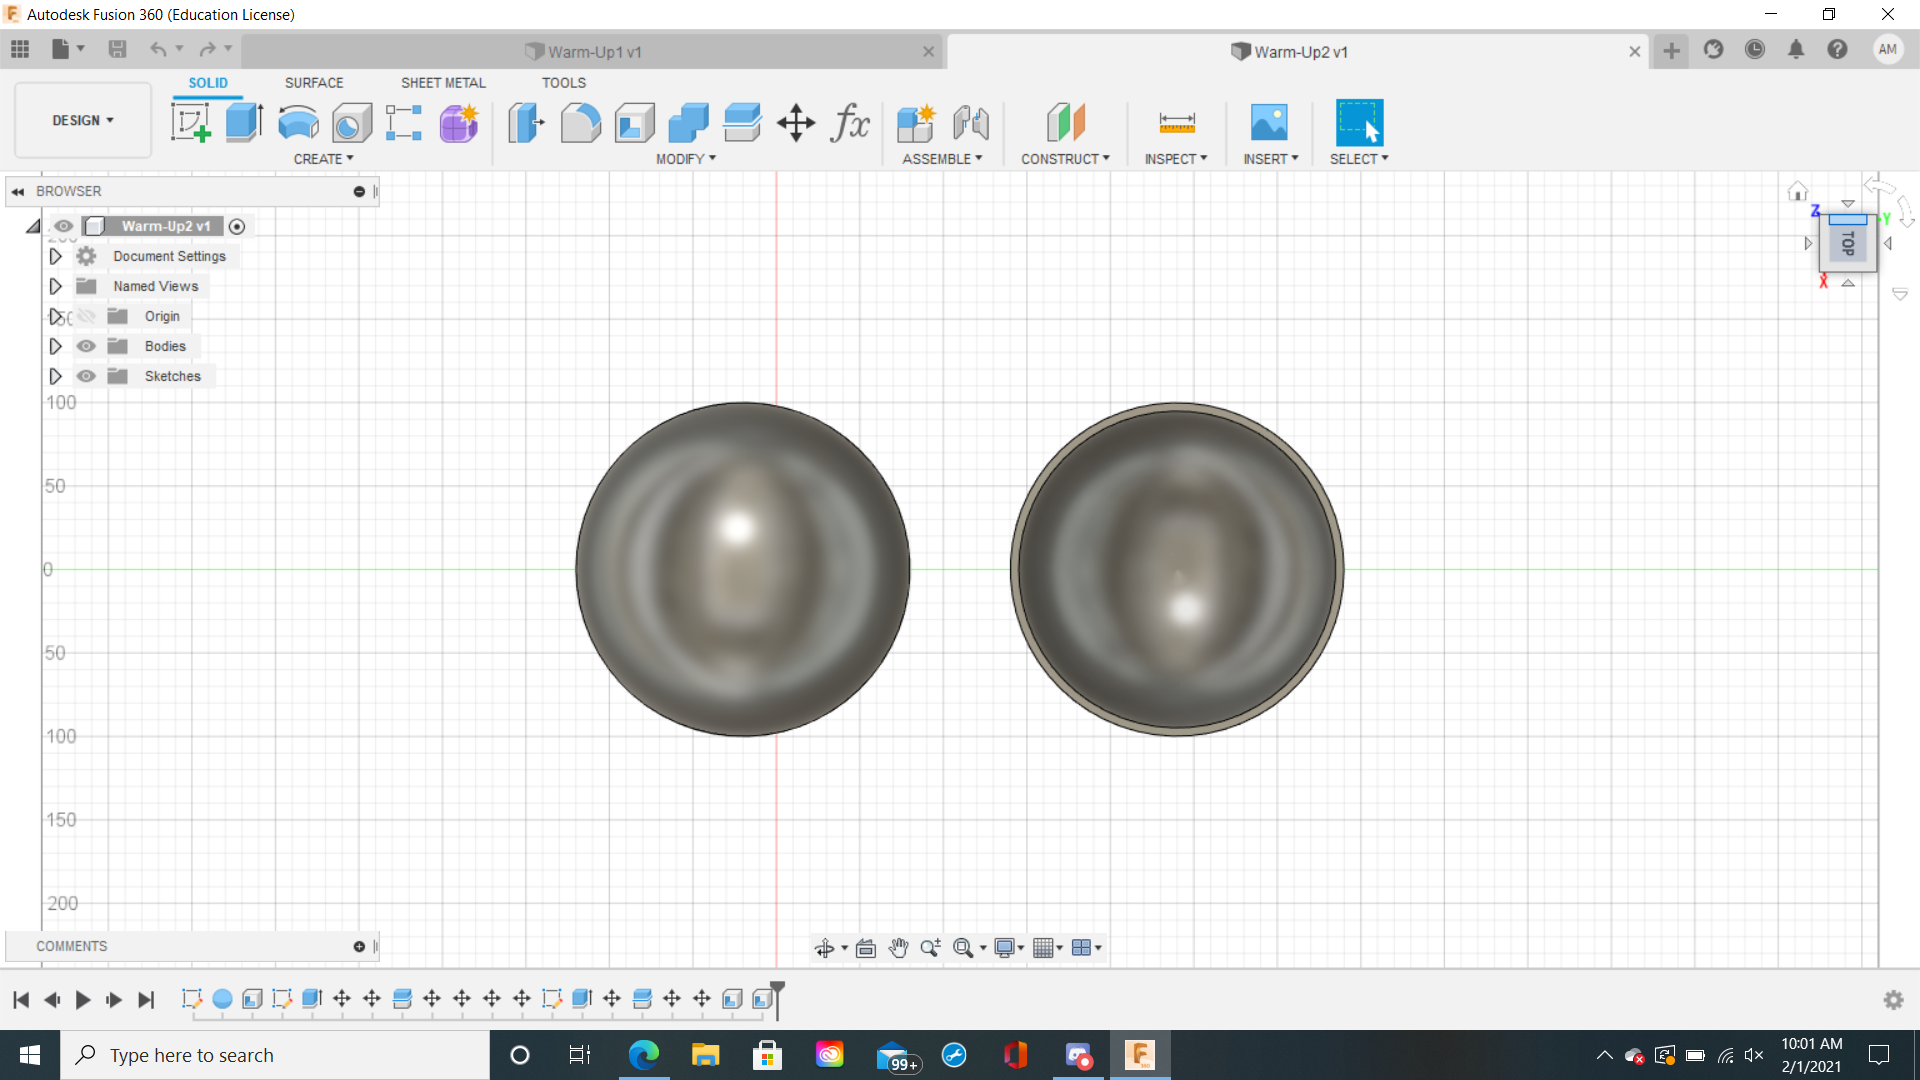 Autodesk Fusion 360 (Education License)
Warm-Up1 v1
Warm-Up2 v1
AM
SOLID SURFACE SHEET METAL TOOLS
DESIGN
fx
CREATE MODIFY ASSEMBLE CONSTRUCT INSPECT INSERT SELECT
BROWSER
Warm-Up2 v1
Document Settings
Named Views
Origin
Bodies
Sketches
Z
Y
TOP
X
100
50
0
50
100
150
200
COMMENTS
Type here to search
99+
10:01 AM
2/1/2021